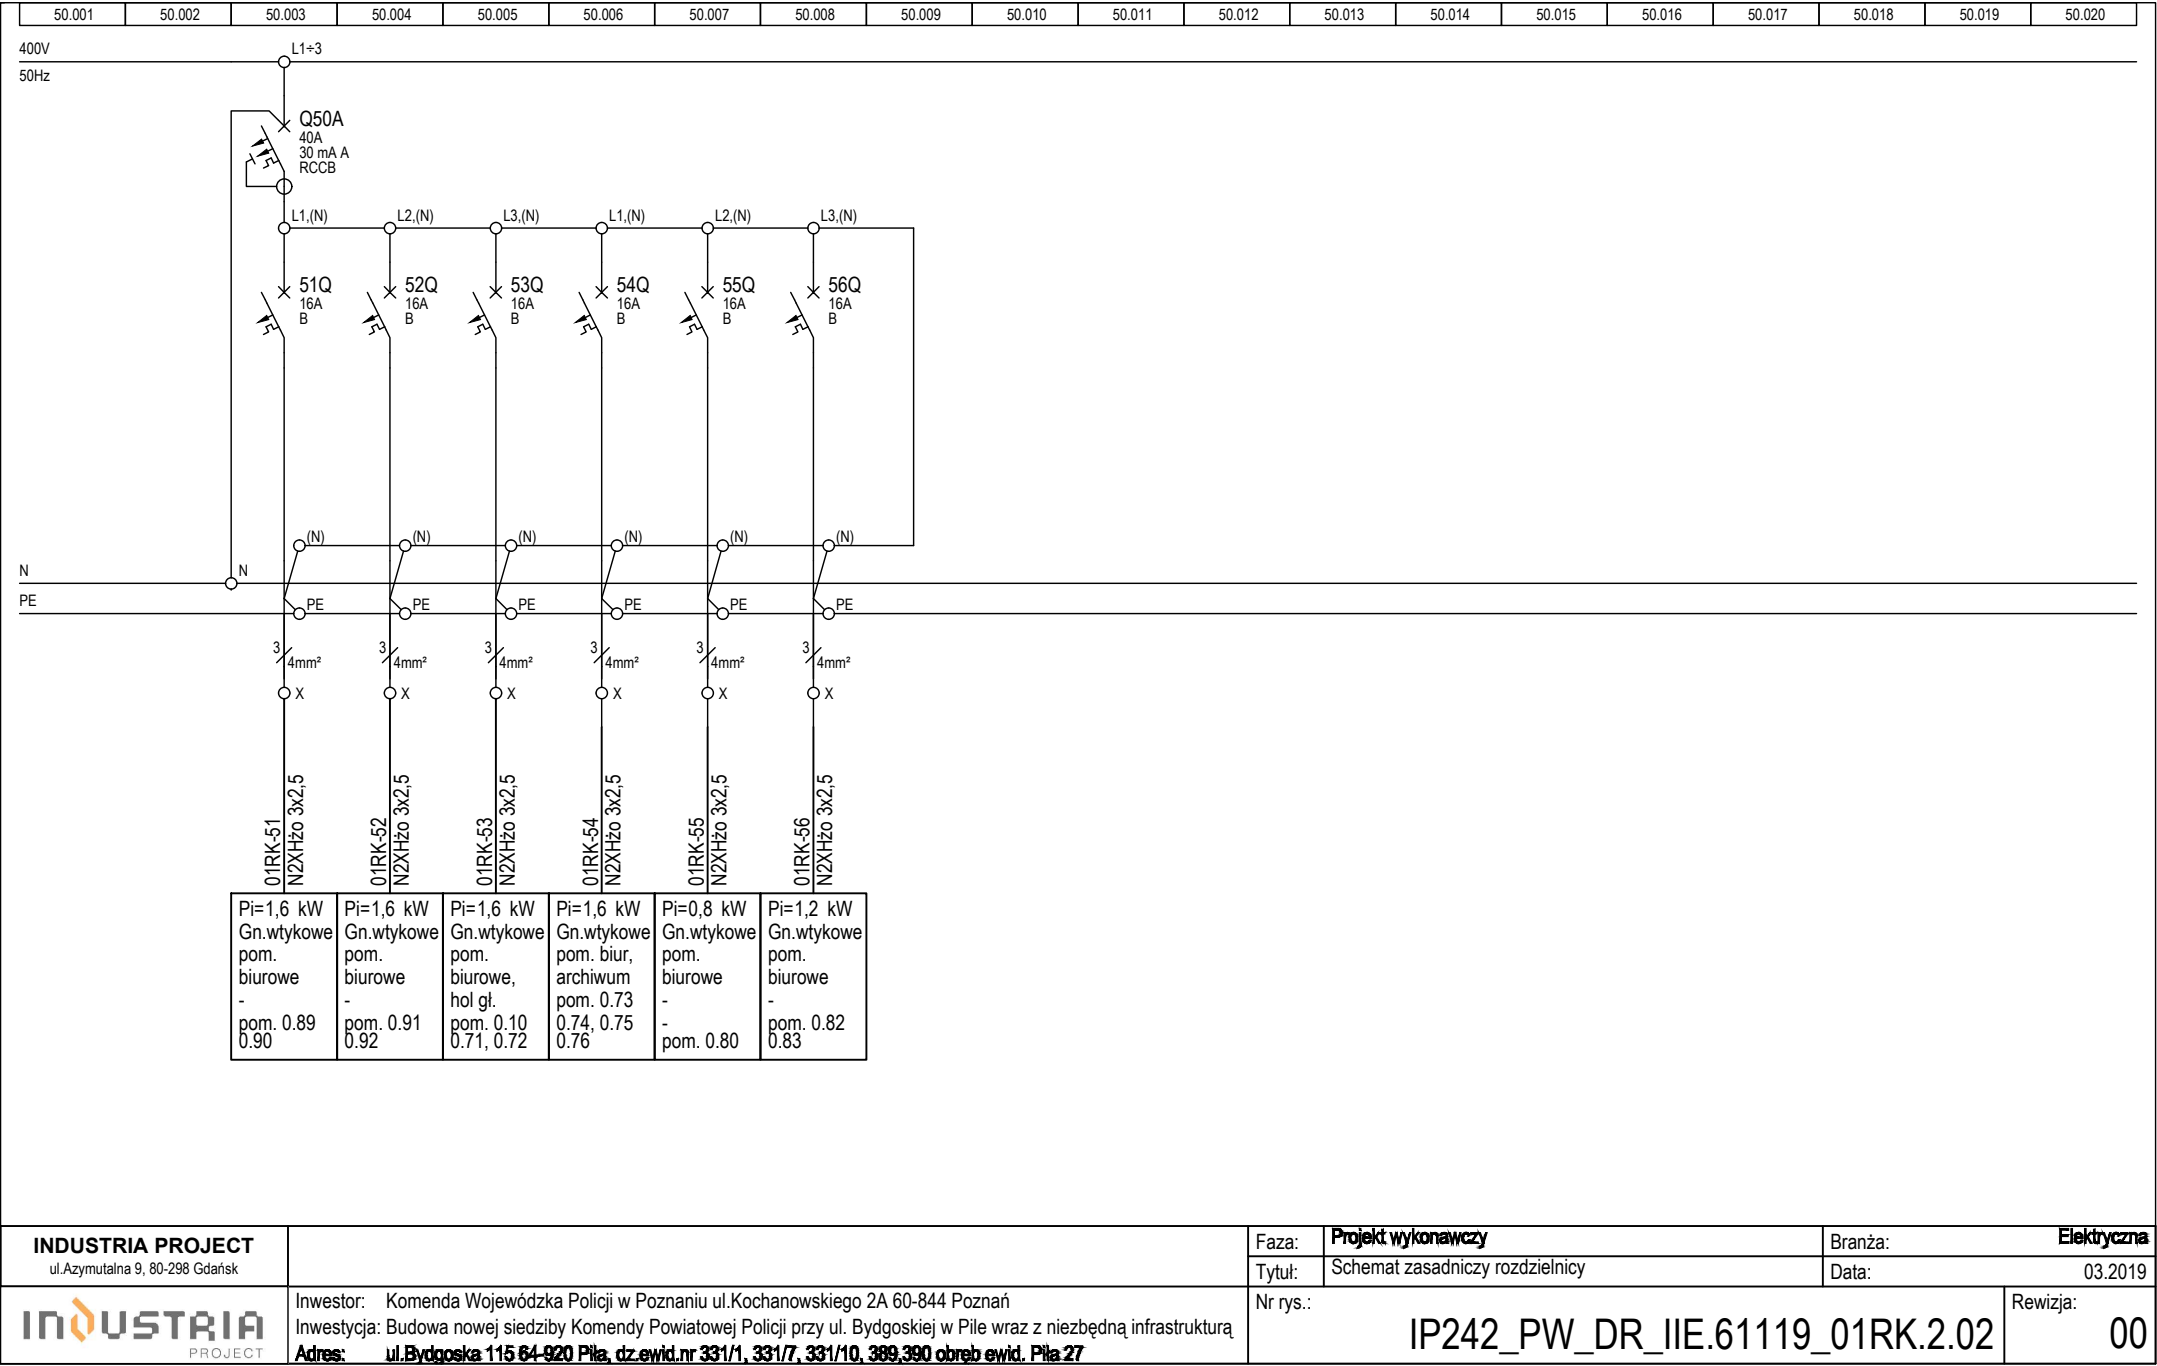 50.001 50.002 50.003 50.004 50.005 50.006 50.007 50.008 50.009 50.010 50.011 50.012 50.013 50.014 50.015 50.016 50.017 50.018 50.019 50.020
400V
L1÷3
50Hz
Q50A
40A
30 mA A
RCCB
L1,(N) L2,(N) L3,(N) L1,(N) L2,(N) L3,(N)
51Q 52Q 53Q 54Q 55Q 56Q
16A 16A 16A 16A 16A 16A
B B B B B B
(N) (N) (N) (N) (N) (N)
N N
PE PE PE PE PE PE PE
3 3 3 3 3 3
4mm² 4mm² 4mm² 4mm² 4mm² 4mm²
X X X X X X
01RK-51
N2XHżo 3x2,5
01RK-52
N2XHżo 3x2,5
01RK-53
N2XHżo 3x2,5
01RK-54
N2XHżo 3x2,5
01RK-55
N2XHżo 3x2,5
01RK-56
N2XHżo 3x2,5
Pi=1,6 kW
Gn.wtykowe
pom.
biurowe
-
pom. 0.89
0.90
Pi=1,6 kW
Gn.wtykowe
pom.
biurowe
-
pom. 0.91
0.92
Pi=1,6 kW
Gn.wtykowe
pom.
biurowe,
hol gł.
pom. 0.10
0.71, 0.72
Pi=1,6 kW
Gn.wtykowe
pom. biur,
archiwum
pom. 0.73
0.74, 0.75
0.76
Pi=0,8 kW
Gn.wtykowe
pom.
biurowe
-
-
pom. 0.80
Pi=1,2 kW
Gn.wtykowe
pom.
biurowe
-
pom. 0.82
0.83
INDUSTRIA PROJECT
ul.Azymutalna 9, 80-298 Gdańsk
INDUSTRIA
PROJECT
Inwestor: Komenda Wojewódzka Policji w Poznaniu ul.Kochanowskiego 2A 60-844 Poznań
Inwestycja: Budowa nowej siedziby Komendy Powiatowej Policji przy ul. Bydgoskiej w Pile wraz z niezbędną infrastrukturą
Adres: ul.Bydgoska 115 64-920 Piła, dz.ewid.nr 331/1, 331/7, 331/10, 389,390 obręb ewid. Piła 27
Faza: Projekt wykonawczy
Branża: Elektryczna
Tytuł: Schemat zasadniczy rozdzielnicy
Data: 03.2019
Nr rys.: IP242_PW_DR_IIE.61119_01RK.2.02
Rewizja: 00